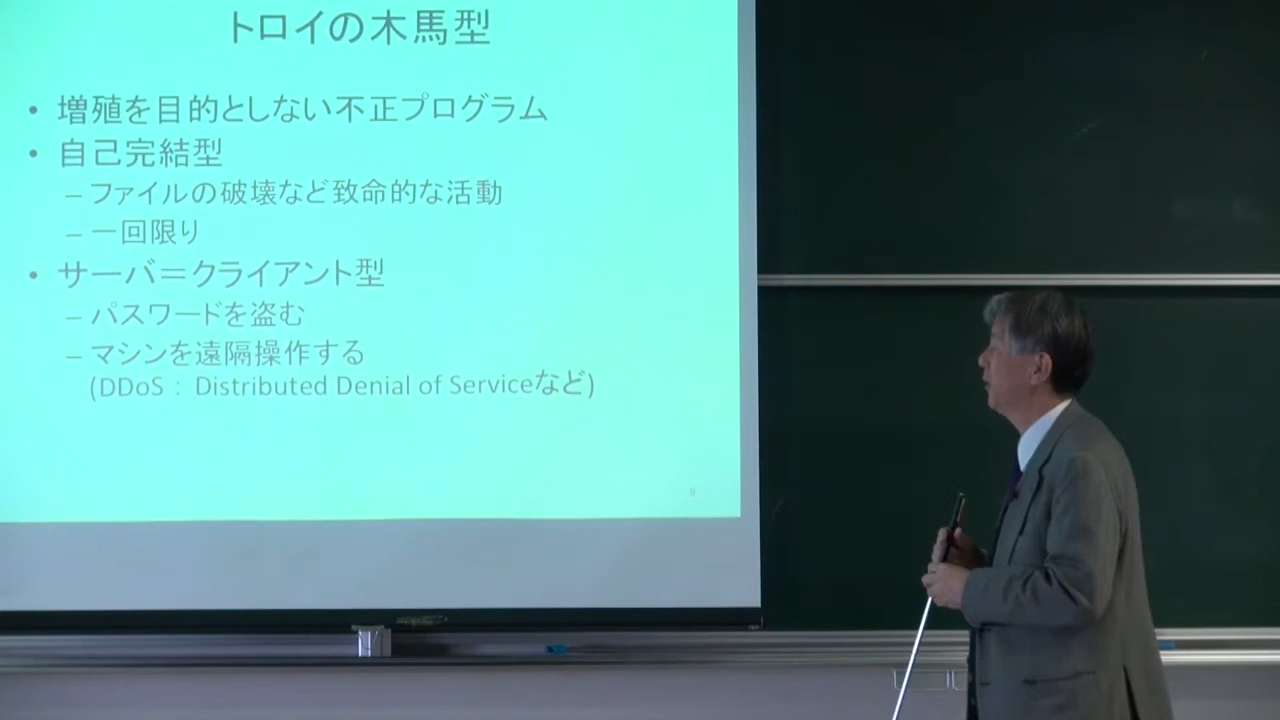 トロイの木馬型
• 増殖を目的としない不正プログラム
• 自己完結型
– ファイルの破壊など致命的な活動
– 一回限り
• サーバ＝クライアント型
– パスワードを盗む
– マシンを遠隔操作する
(DDoS： Distributed Denial of Serviceなど)
9